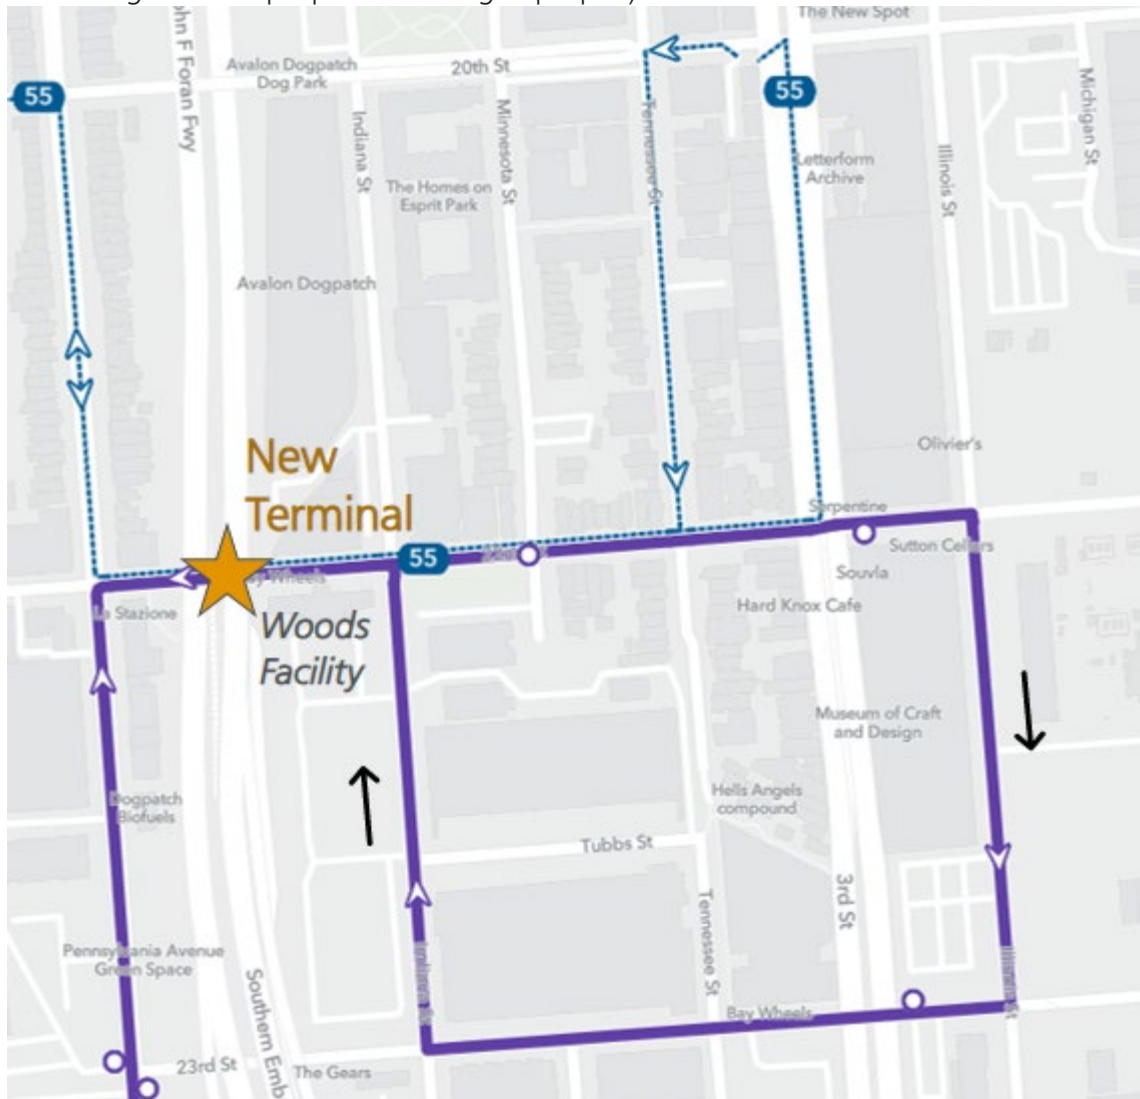 The New Spot
John F Foran Fwy
Avalon Dogpatch
Dog Park
20th St
55
55
Michigan St
Indiana St
Minnesota St
Tennessee St
Letterform
Archive
Illinois St
The Homes on
Esprit Park
Avalon Dogpatch
New
Terminal
Olivier's
Serpentine
55
Sutton Cellars
Bay Wheels
Souvla
La Stazione
Hard Knox Cafe
Woods
Facility
Museum of Craft
and Design
Dogpatch
Biofuels
Hells Angels
compound
Tubbs St
3rd St
Tennessee St
Pennsylvania Avenue
Green Space
Indiana St
Illinois St
Southern Emb
Bay Wheels
23rd St
The Gears